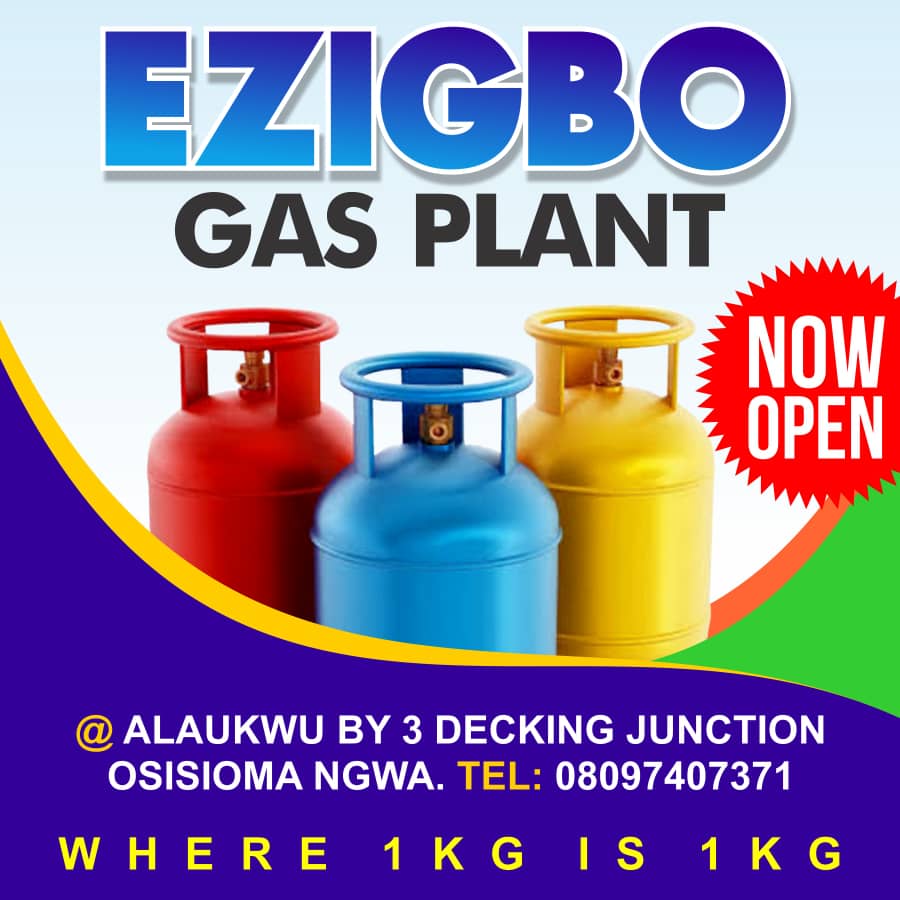 EZIGBO
GAS PLANT
NOW
OPEN
@ ALAUKWU BY 3 DECKING JUNCTION
OSISIOMA NGWA. TEL: 08097407371
WHERE 1KG IS 1KG